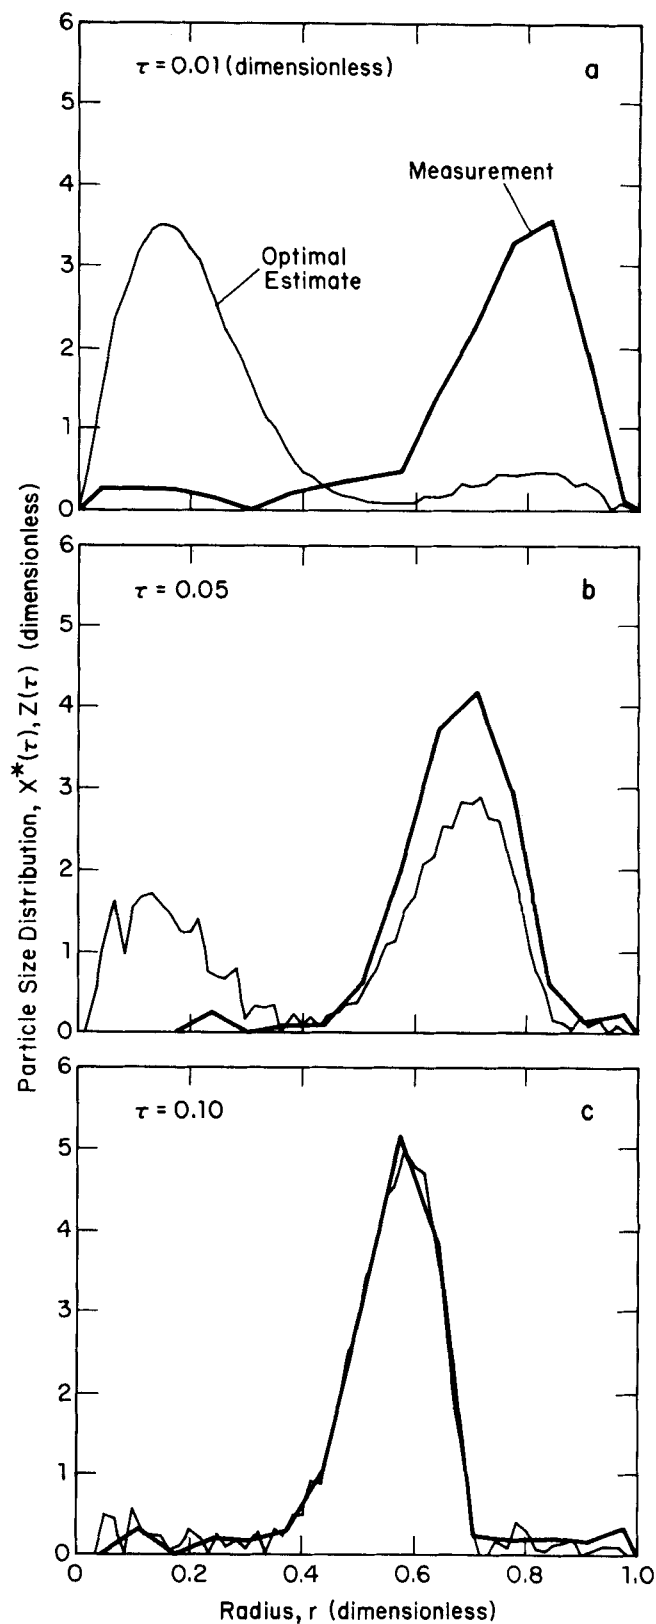 6
τ = 0.01 (dimensionless)
a
5
4
Measurement
3
Optimal
Estimate
2
1
0
6
τ = 0.05
b
5
4
3
2
1
0
6
τ = 0.10
c
5
4
3
2
1
0
0
0.2
0.4
0.6
0.8
1.0
Radius, r (dimensionless)
Particle Size Distribution, X*(τ), Z(τ) (dimensionless)